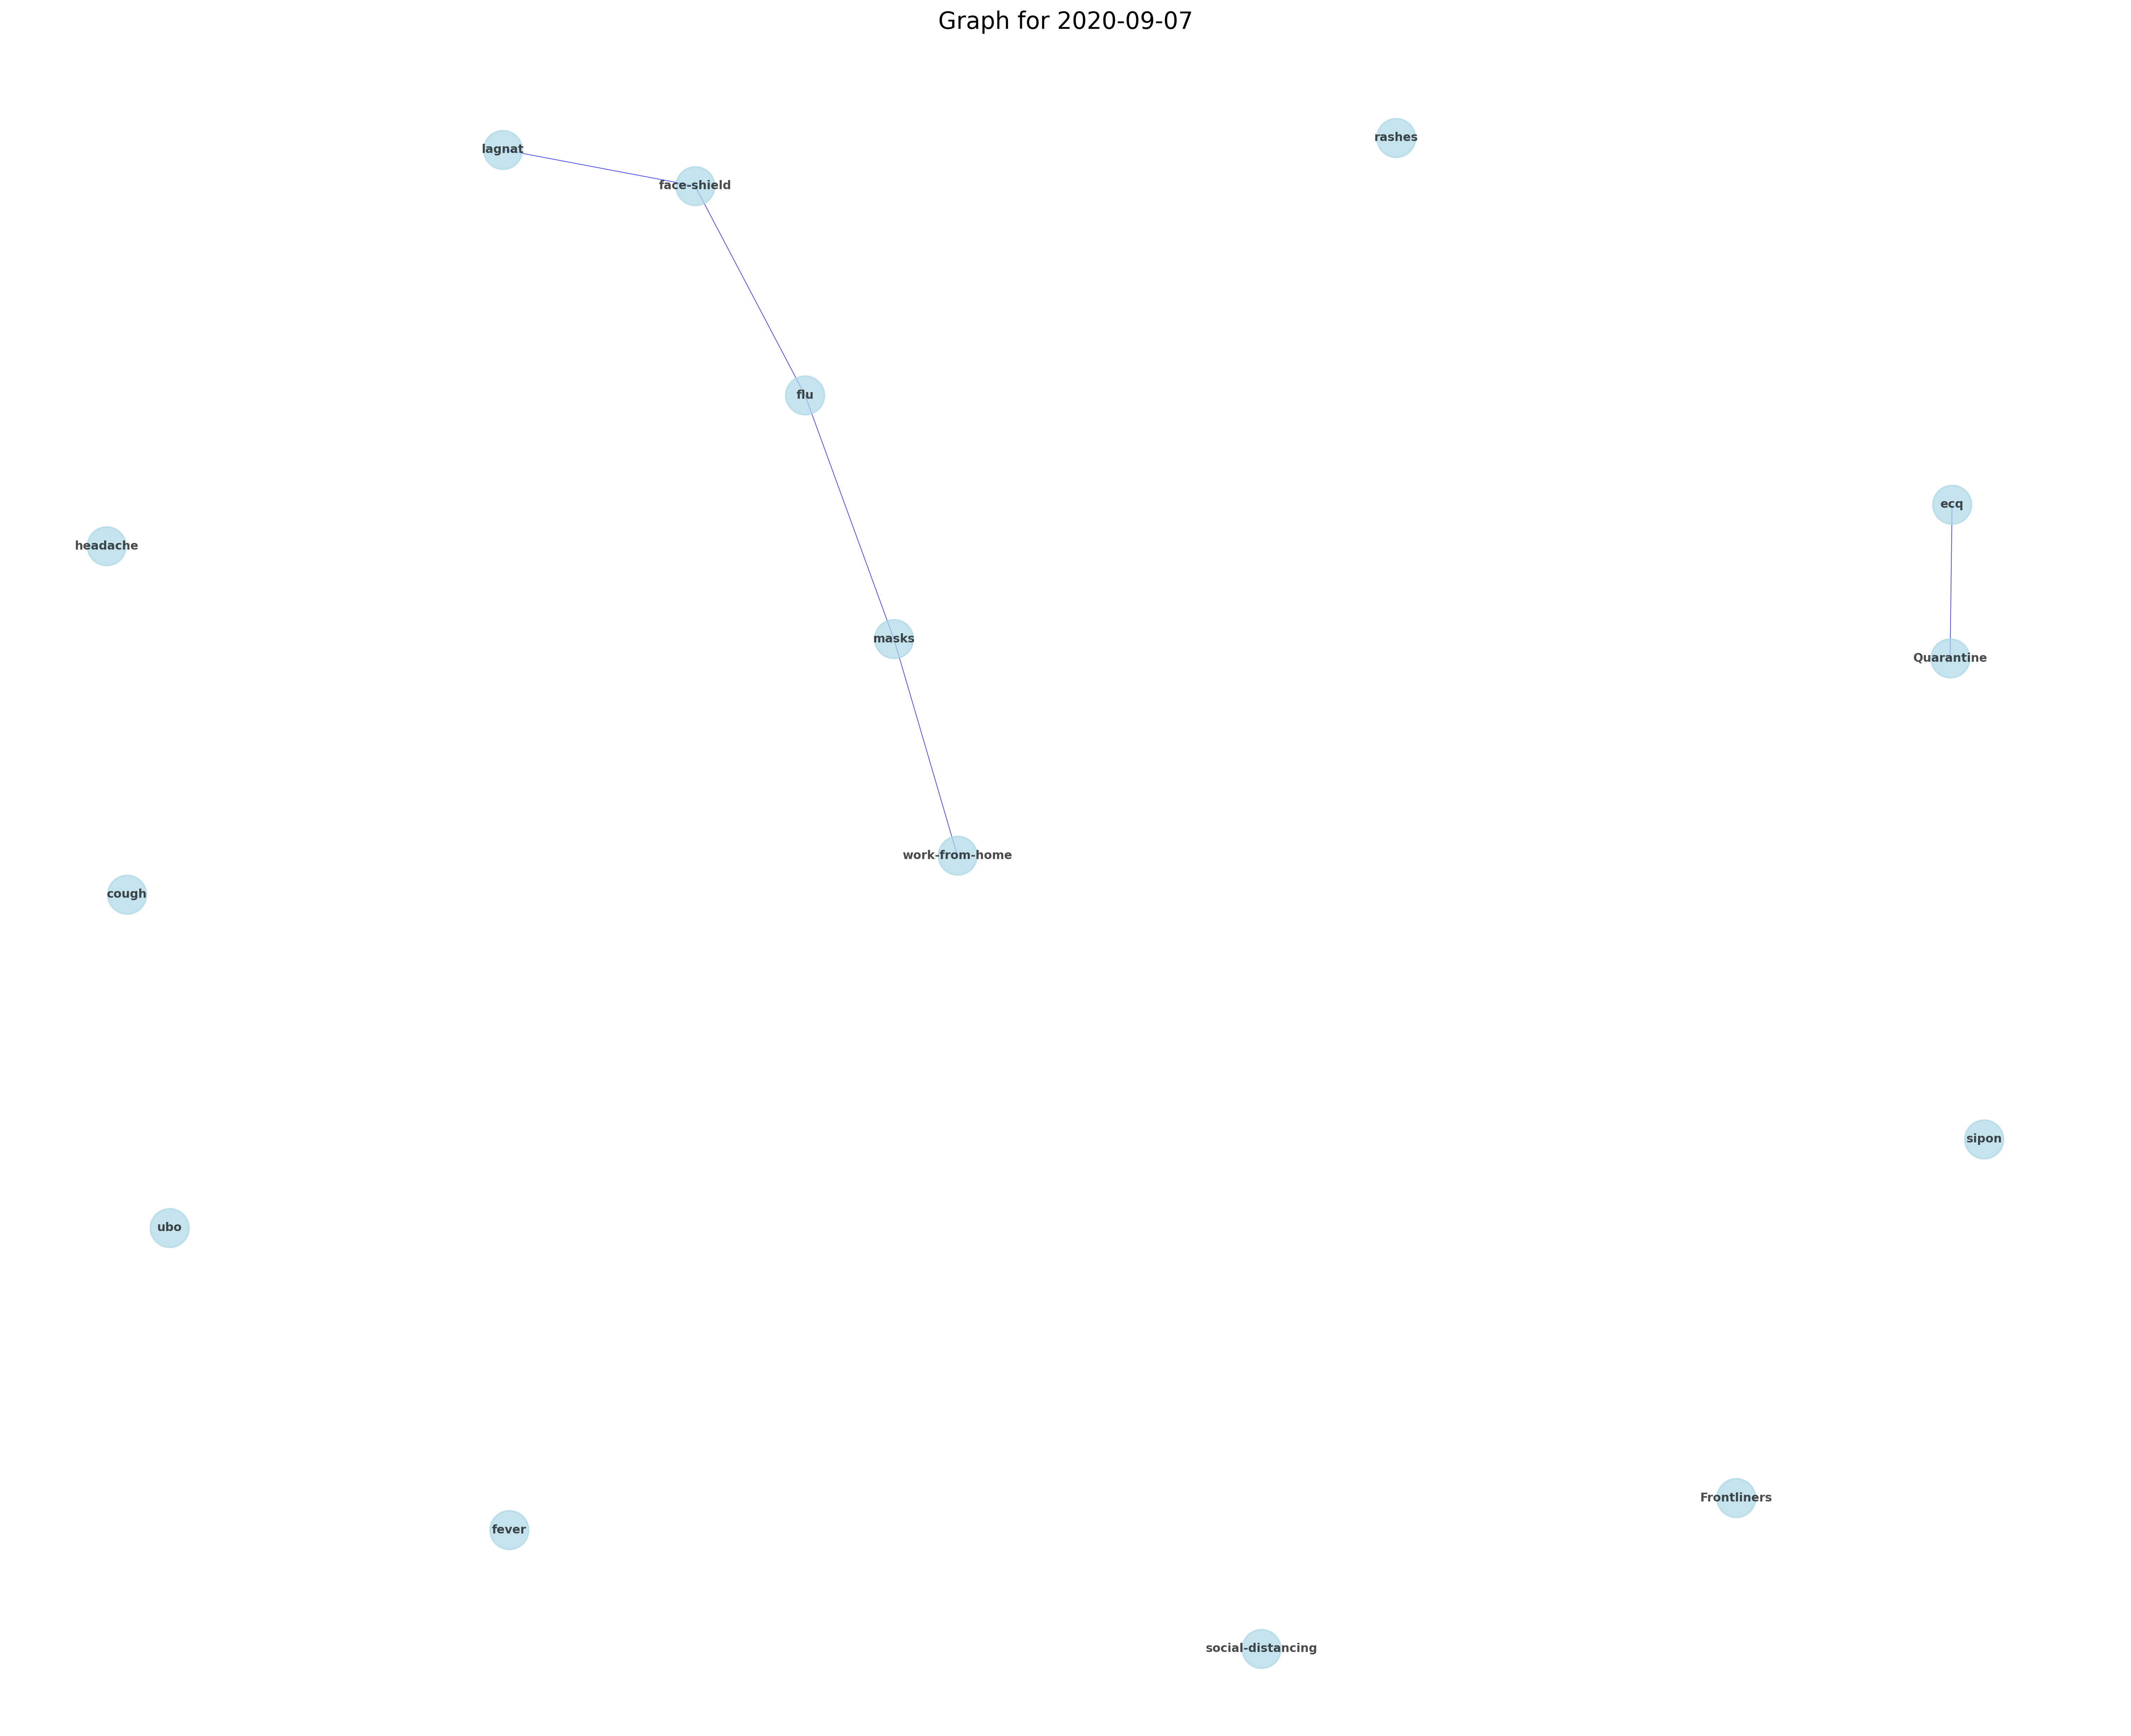 Graph for 2020-09-07
rashes
lagnat
face-shield
flu
ecq
headache
masks
Quarantine
work-from-home
cough
sipon
ubo
Frontliners
fever
social-distancing